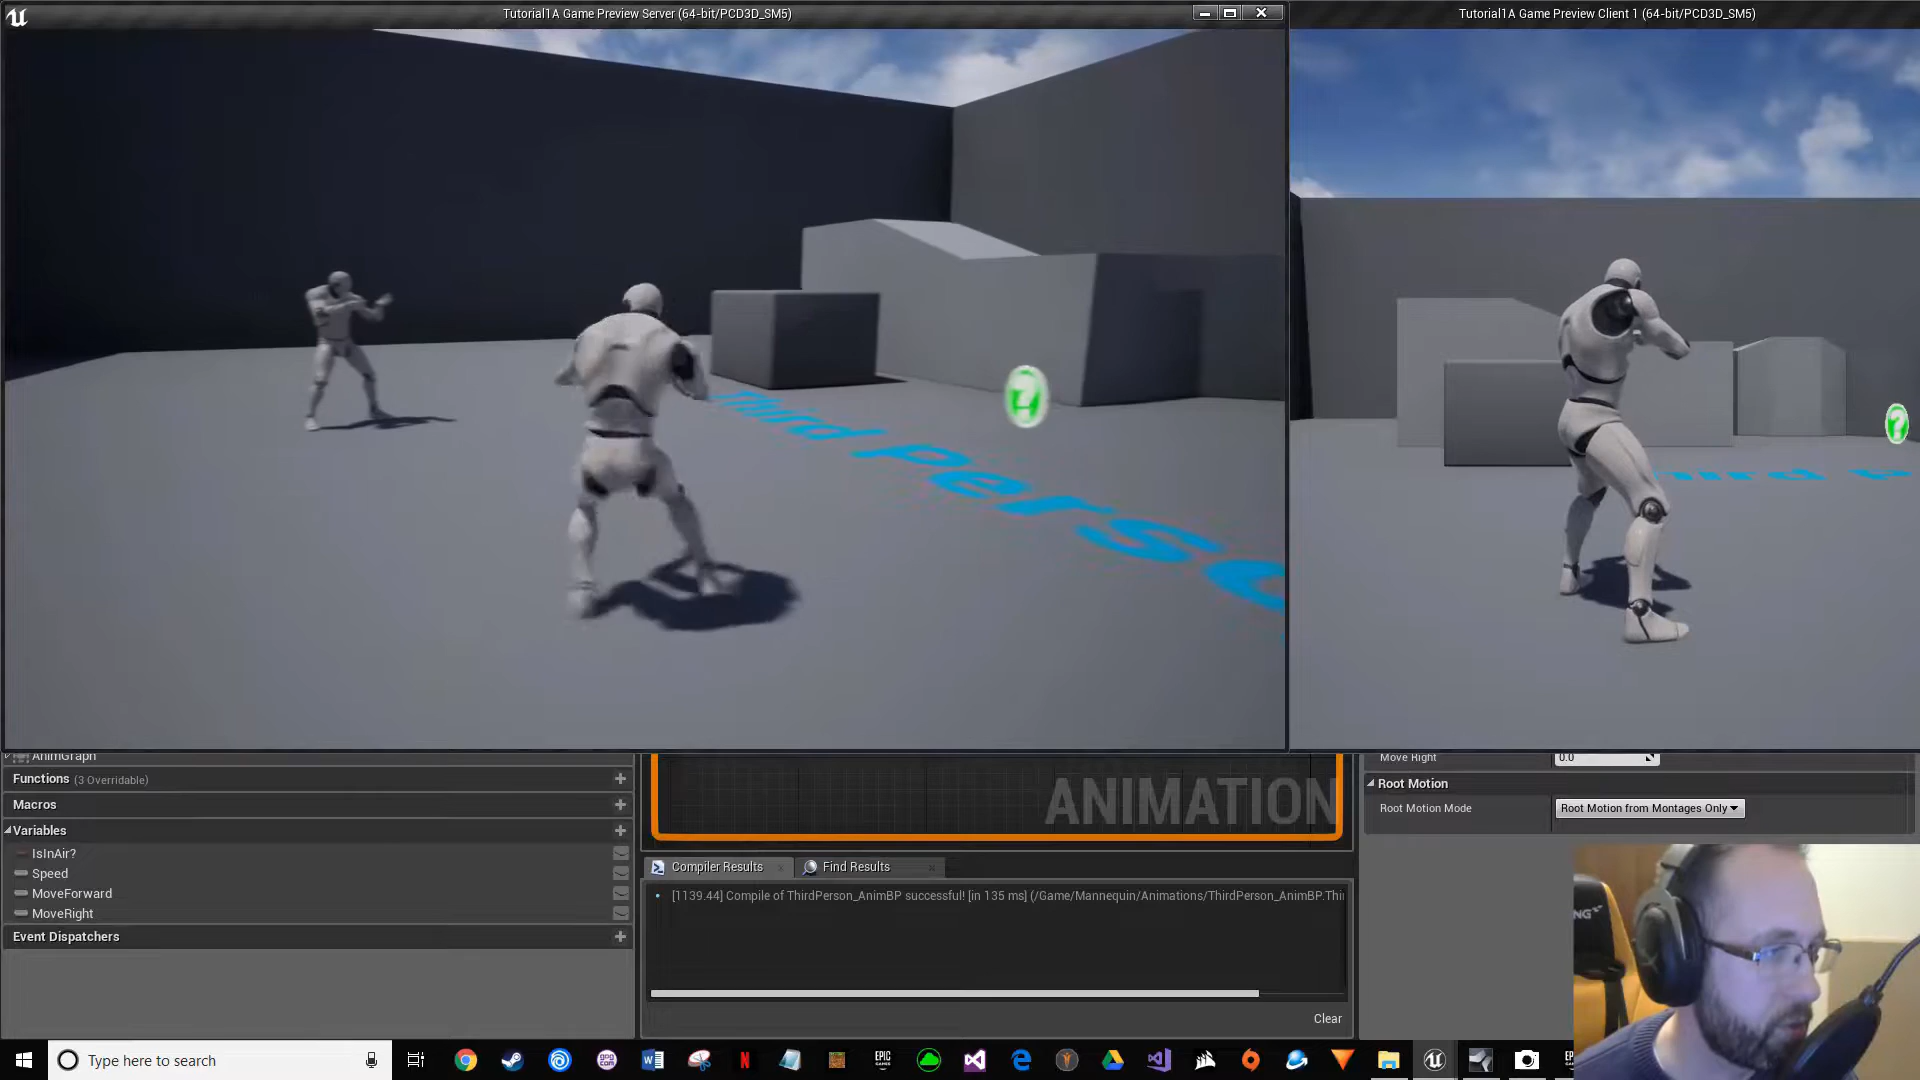 Tutorial1A Game Preview Server (64-bit/PCD3D_SM5)
Tutorial1A Game Preview Client 1 (64-bit/PCD3D_SM5)
hird perso
hird p
AnimGraph
Functions (3 Overridable)
Macros
Variables
IsInAir?
Speed
MoveForward
MoveRight
Event Dispatchers
ANIMATION
Compiler Results
Find Results
[1139.44] Compile of ThirdPerson_AnimBP successful! [in 135 ms] (/Game/Mannequin/Animations/ThirdPerson_AnimBP.Thi
Clear
Move Right
0.0
Root Motion
Root Motion Mode
Root Motion from Montages Only
Type here to search